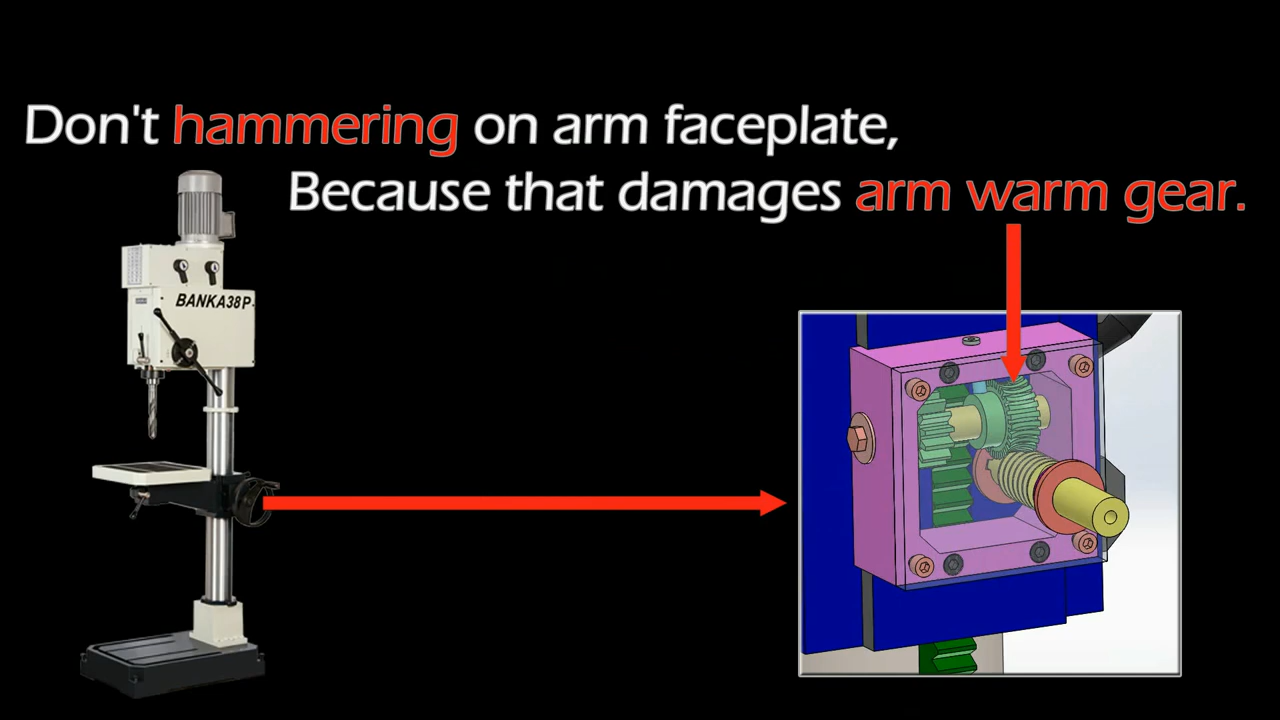 Don't hammering on arm faceplate,
Because that damages arm warm gear.
BANKA38P